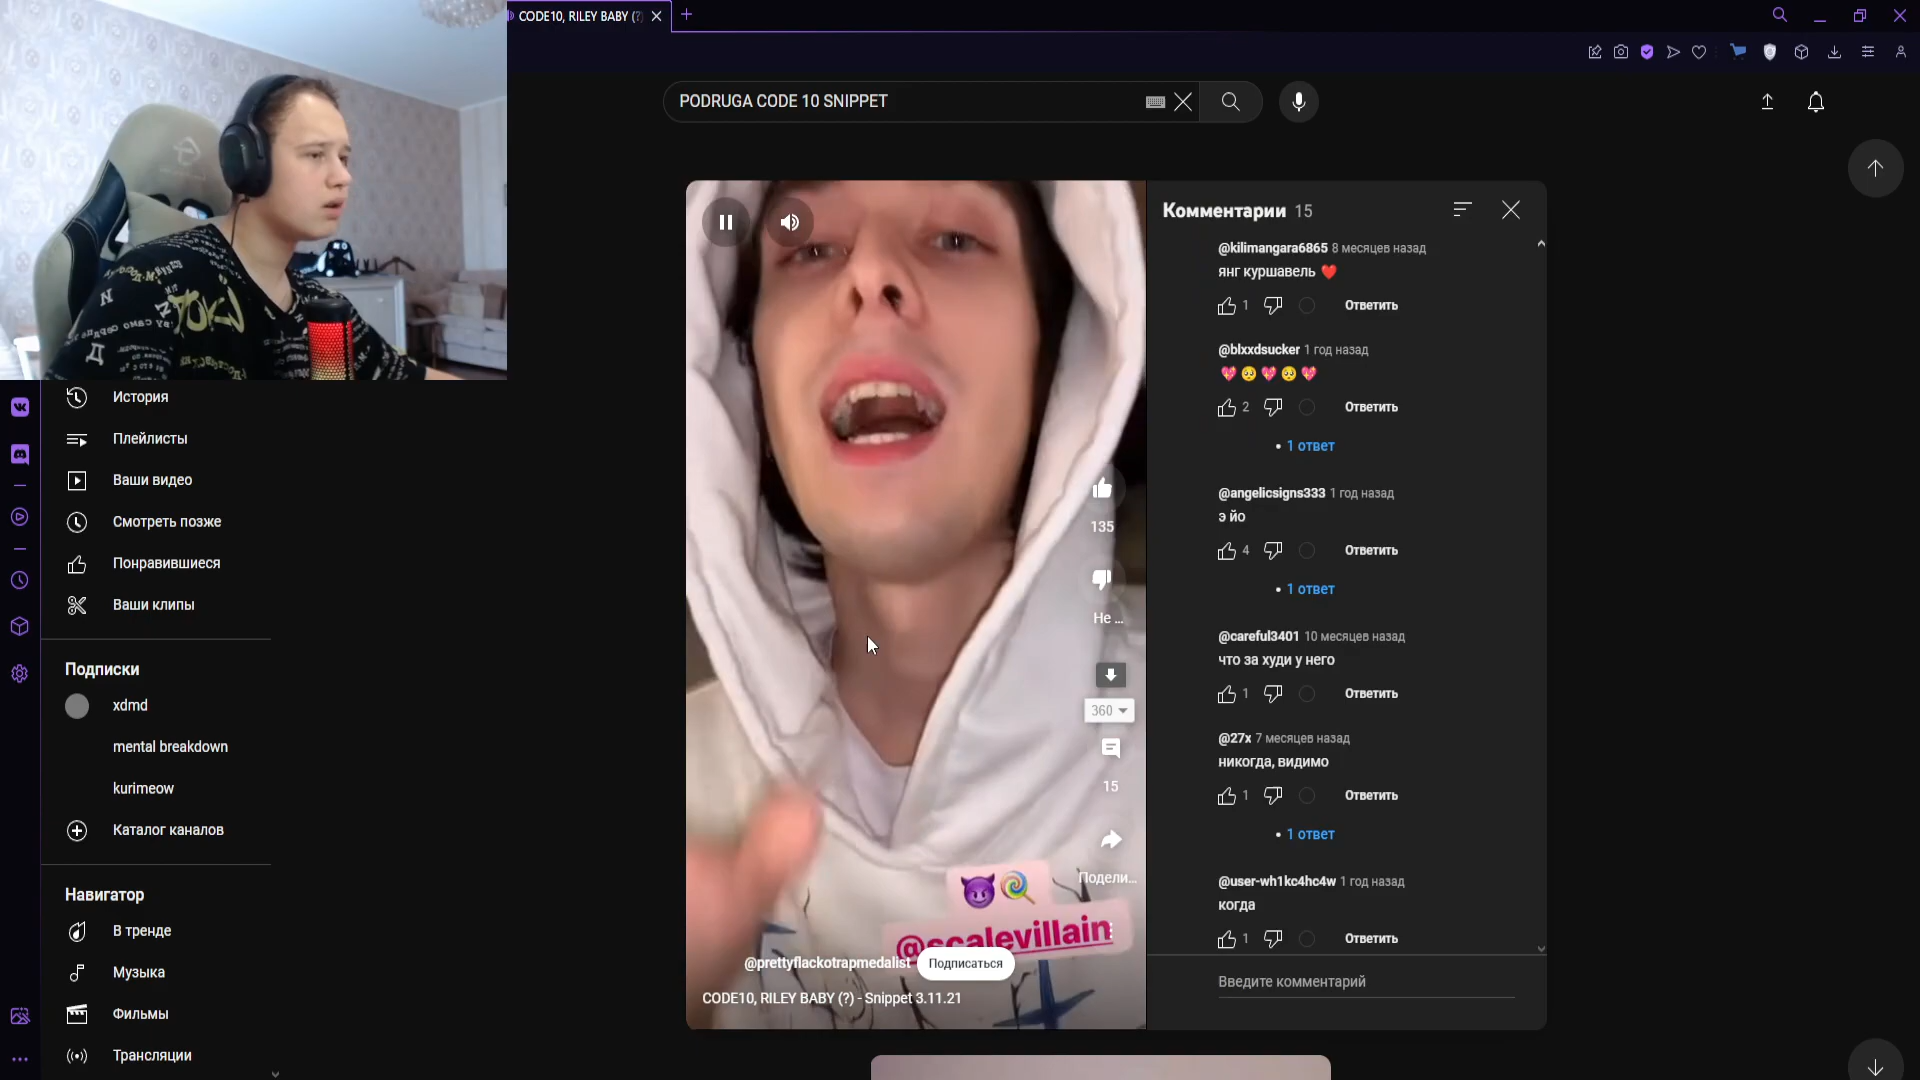 CODE10, RILEY BABY (?)
PODRUGA CODE 10 SNIPPET
История
Плейлисты
Ваши видео
Смотреть позже
Понравившиеся
Ваши клипы
Подписки
xdmd
mental breakdown
kurimeow
Каталог каналов
Навигатор
В тренде
Музыка
Фильмы
Трансляции
135
Не ...
360
15
Подели...
@scalevillain
@prettyflackotrapmedalist
Подписаться
CODE10, RILEY BABY (?) - Snippet 3.11.21
Комментарии 15
@kilimangara6865 8 месяцев назад
янг куршавель ❤️
1 Ответить
@blxxdsucker 1 год назад
💖🥺💖🥺💖
2 Ответить
• 1 ответ
@angelicsigns333 1 год назад
э йо
4 Ответить
• 1 ответ
@careful3401 10 месяцев назад
что за худи у него
1 Ответить
@27x 7 месяцев назад
никогда, видимо
1 Ответить
• 1 ответ
@user-wh1kc4hc4w 1 год назад
когда
1 Ответить
Введите комментарий